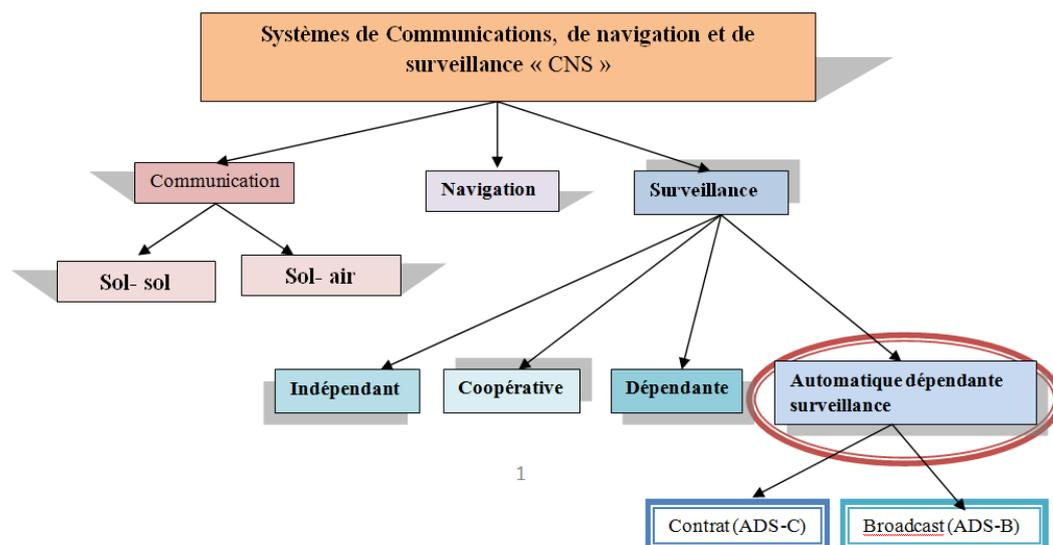 Systèmes de Communications, de navigation et de
surveillance « CNS »
Communication
Navigation
Surveillance
Sol- sol
Sol- air
Indépendant
Coopérative
Dépendante
Automatique dépendante
surveillance
1
Contrat (ADS-C)
Broadcast (ADS-B)